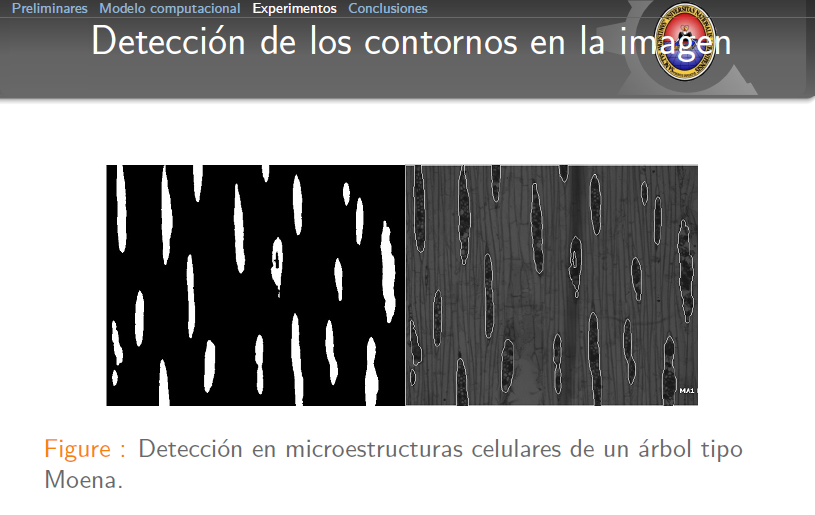 Preliminares Modelo computacional Experimentos Conclusiones
Detección de los contornos en la imagen
MA1
Figure : Detección en microestructuras celulares de un árbol tipo
Moena.